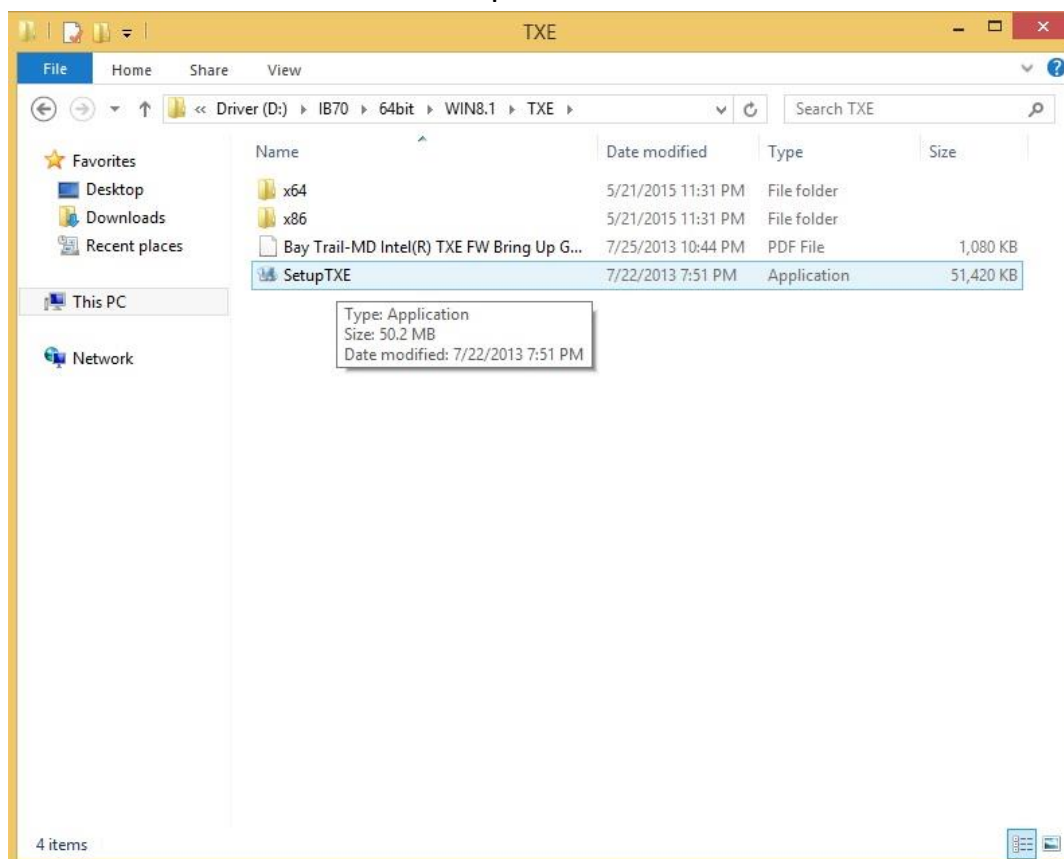 TXE
File Home Share View
« Driver (D:) ▸ IB70 ▸ 64bit ▸ WIN8.1 ▸ TXE ▸ Search TXE
Name Date modified Type Size
Favorites
Desktop
Downloads
Recent places
This PC
Network
x64 5/21/2015 11:31 PM File folder
x86 5/21/2015 11:31 PM File folder
Bay Trail-MD Intel(R) TXE FW Bring Up G... 7/25/2013 10:44 PM PDF File 1,080 KB
SetupTXE 7/22/2013 7:51 PM Application 51,420 KB
Type: Application
Size: 50.2 MB
Date modified: 7/22/2013 7:51 PM
4 items